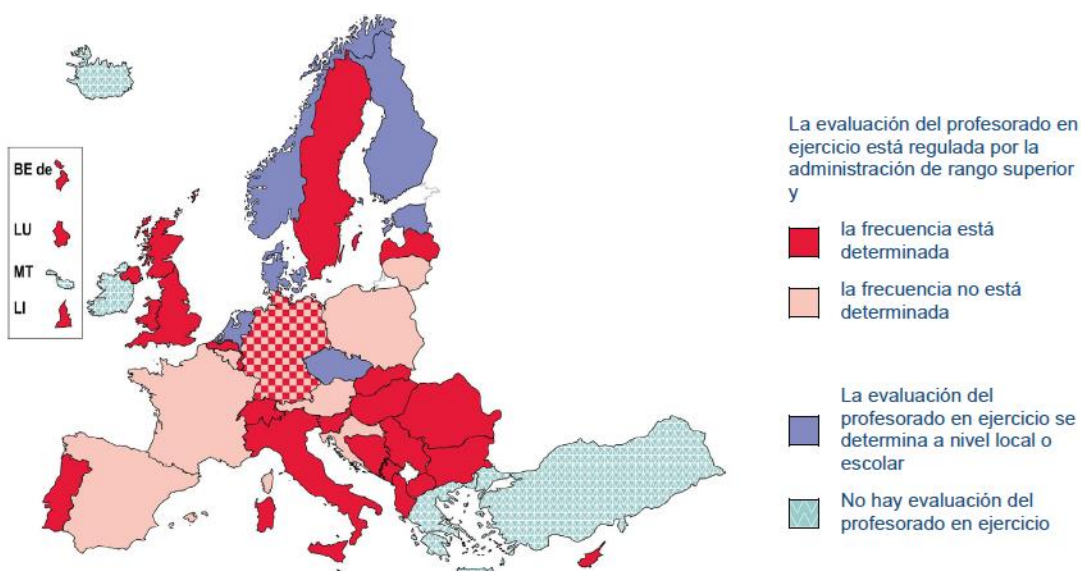 BE de
LU
MT
LI
La evaluación del profesorado en
ejercicio está regulada por la
administración de rango superior
y
la frecuencia está
determinada
la frecuencia no está
determinada
La evaluación del
profesorado en ejercicio se
determina a nivel local o
escolar
No hay evaluación del
profesorado en ejercicio